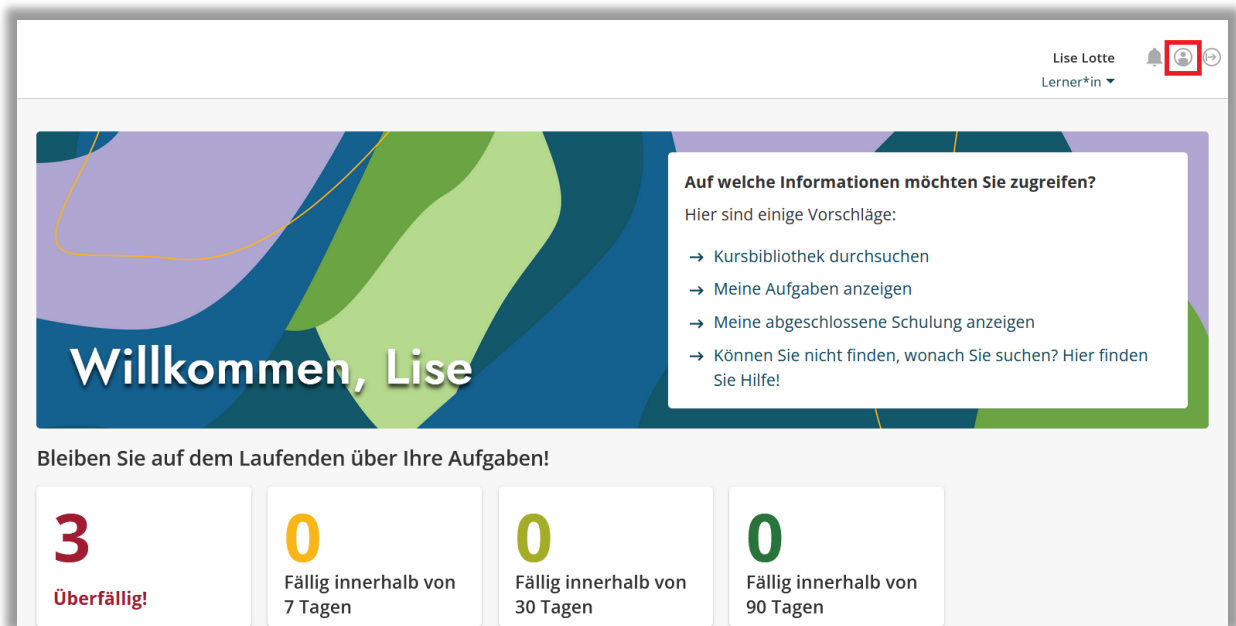 Lise Lotte
Lerner*in
Auf welche Informationen möchten Sie zugreifen?
Hier sind einige Vorschläge:
→ Kursbibliothek durchsuchen
→ Meine Aufgaben anzeigen
→ Meine abgeschlossene Schulung anzeigen
→ Können Sie nicht finden, wonach Sie suchen? Hier finden
Sie Hilfe!
Willkommen, Lise
Bleiben Sie auf dem Laufenden über Ihre Aufgaben!
3
Überfällig!
0
Fällig innerhalb von
7 Tagen
0
Fällig innerhalb von
30 Tagen
0
Fällig innerhalb von
90 Tagen